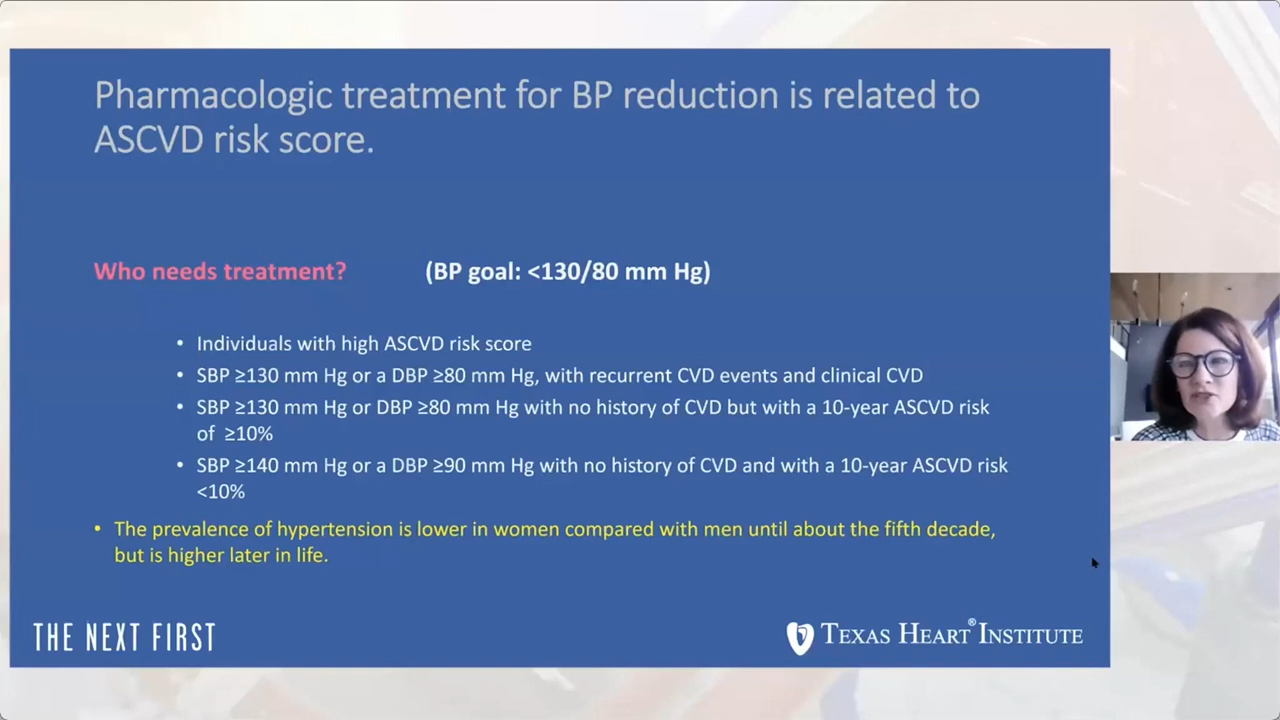 Pharmacologic treatment for BP reduction is related to
ASCVD risk score.
Who needs treatment? (BP goal: <130/80 mm Hg)
• Individuals with high ASCVD risk score
• SBP ≥130 mm Hg or a DBP ≥80 mm Hg, with recurrent CVD events and clinical CVD
• SBP ≥130 mm Hg or DBP ≥80 mm Hg with no history of CVD but with a 10-year ASCVD risk
of ≥10%
• SBP ≥140 mm Hg or a DBP ≥90 mm Hg with no history of CVD and with a 10-year ASCVD risk
<10%
• The prevalence of hypertension is lower in women compared with men until about the fifth decade,
but is higher later in life.
THE NEXT FIRST
TEXAS HEART® INSTITUTE